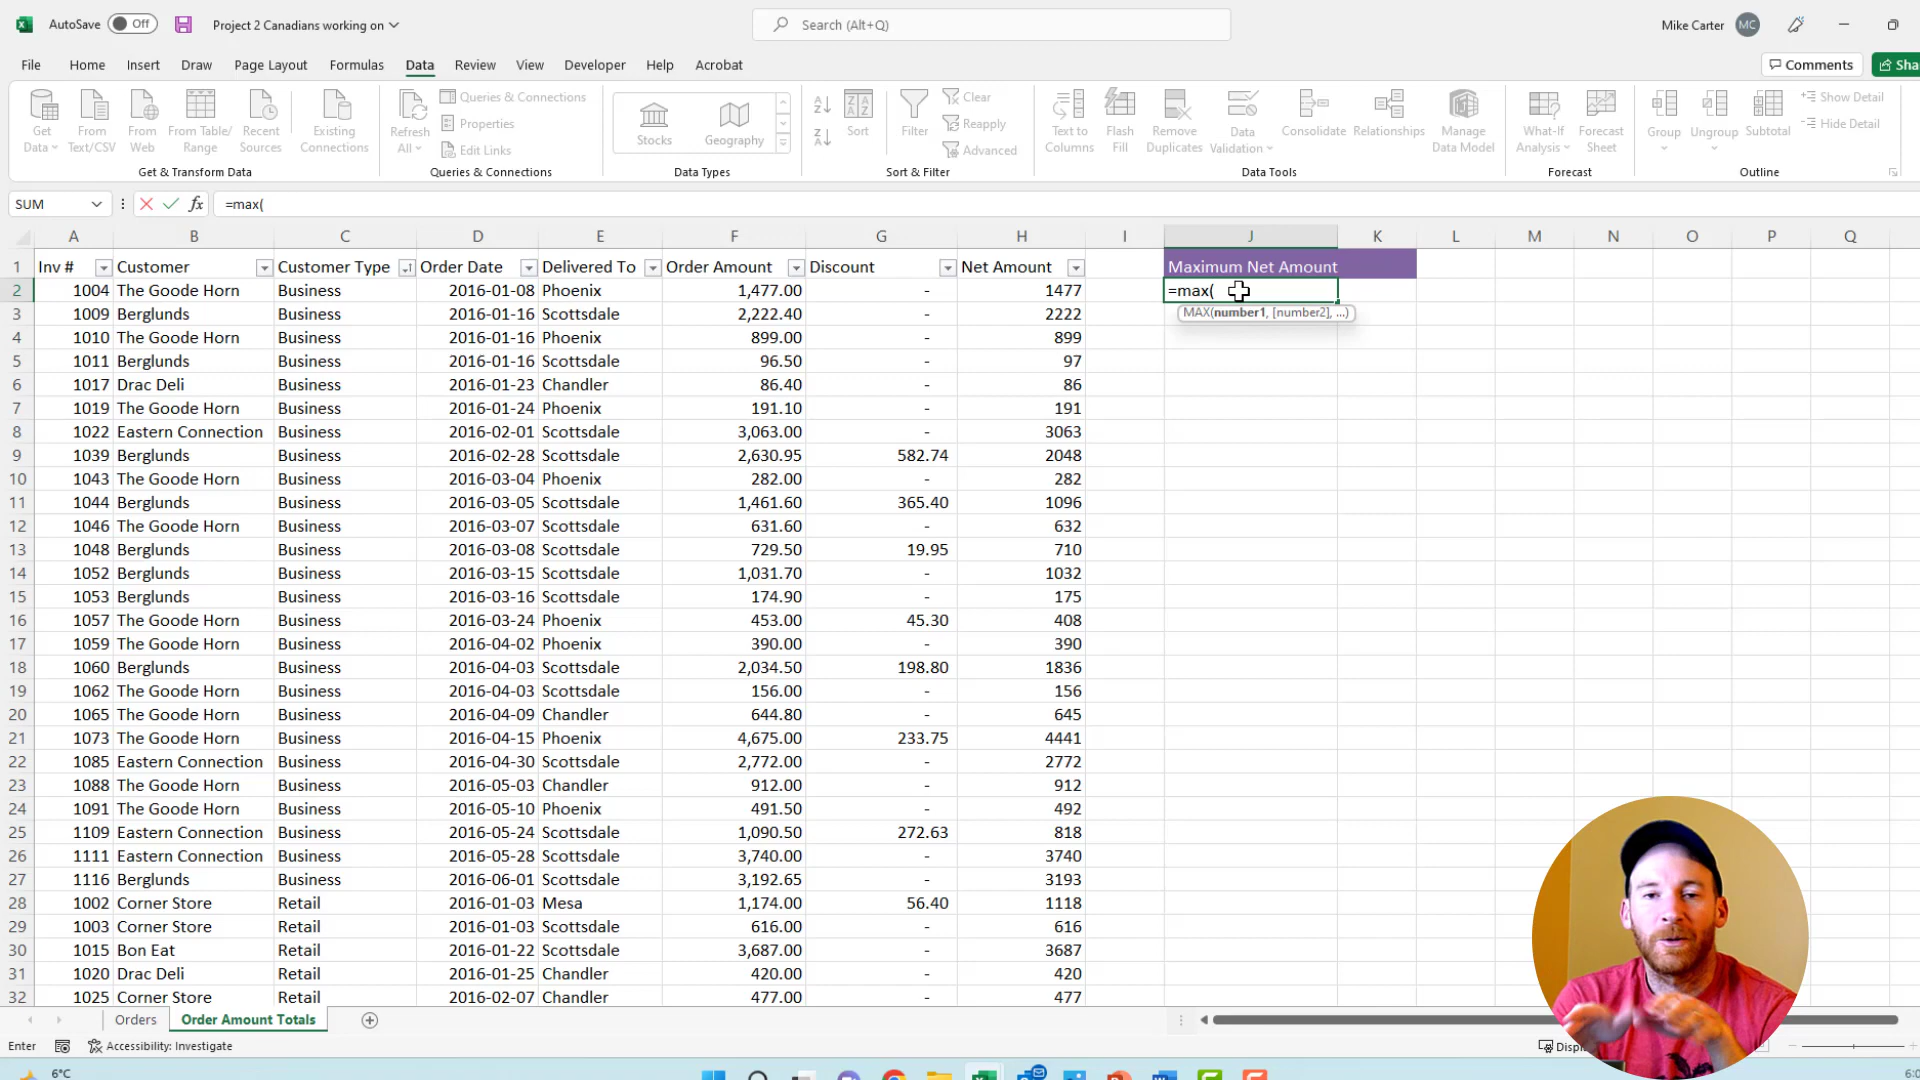 AutoSave Off Project 2 Canadians working on Search (Alt+Q) Mike Carter MC
File Home Insert Draw Page Layout Formulas Data Review View Developer Help Acrobat Comments Sha
Get Data From Text/CSV From Web From Table/ Range Recent Sources Existing Connections
Get & Transform Data
Refresh All Queries & Connections Properties Edit Links
Queries & Connections
Stocks Geography
Data Types
Sort Filter Clear Reapply Advanced
Sort & Filter
Text to Columns Flash Fill Remove Duplicates Data Validation Consolidate Relationships Manage Data Model
Data Tools
What-If Analysis Forecast Sheet
Forecast
Group Ungroup Subtotal Show Detail Hide Detail
Outline
SUM fx =max(
A B C D E F G H I J K L M N O P Q
1 Inv # Customer Customer Type Order Date Delivered To Order Amount Discount Net Amount Maximum Net Amount
2 1004 The Goode Horn Business 2016-01-08 Phoenix 1,477.00 - 1477 =max(
3 1009 Berglunds Business 2016-01-16 Scottsdale 2,222.40 - 2222 MAX(number1, [number2], ...)
4 1010 The Goode Horn Business 2016-01-16 Phoenix 899.00 - 899
5 1011 Berglunds Business 2016-01-16 Scottsdale 96.50 - 97
6 1017 Drac Deli Business 2016-01-23 Chandler 86.40 - 86
7 1019 The Goode Horn Business 2016-01-24 Phoenix 191.10 - 191
8 1022 Eastern Connection Business 2016-02-01 Scottsdale 3,063.00 - 3063
9 1039 Berglunds Business 2016-02-28 Scottsdale 2,630.95 582.74 2048
10 1043 The Goode Horn Business 2016-03-04 Phoenix 282.00 - 282
11 1044 Berglunds Business 2016-03-05 Scottsdale 1,461.60 365.40 1096
12 1046 The Goode Horn Business 2016-03-07 Scottsdale 631.60 - 632
13 1048 Berglunds Business 2016-03-08 Scottsdale 729.50 19.95 710
14 1052 Berglunds Business 2016-03-15 Scottsdale 1,031.70 - 1032
15 1053 Berglunds Business 2016-03-16 Scottsdale 174.90 - 175
16 1057 The Goode Horn Business 2016-03-24 Phoenix 453.00 45.30 408
17 1059 The Goode Horn Business 2016-04-02 Phoenix 390.00 - 390
18 1060 Berglunds Business 2016-04-03 Scottsdale 2,034.50 198.80 1836
19 1062 The Goode Horn Business 2016-04-03 Scottsdale 156.00 - 156
20 1065 The Goode Horn Business 2016-04-09 Chandler 644.80 - 645
21 1073 The Goode Horn Business 2016-04-15 Phoenix 4,675.00 233.75 4441
22 1085 Eastern Connection Business 2016-04-30 Scottsdale 2,772.00 - 2772
23 1088 The Goode Horn Business 2016-05-03 Chandler 912.00 - 912
24 1091 The Goode Horn Business 2016-05-10 Phoenix 491.50 - 492
25 1109 Eastern Connection Business 2016-05-24 Scottsdale 1,090.50 272.63 818
26 1111 Eastern Connection Business 2016-05-28 Scottsdale 3,740.00 - 3740
27 1116 Berglunds Business 2016-06-01 Scottsdale 3,192.65 - 3193
28 1002 Corner Store Retail 2016-01-03 Mesa 1,174.00 56.40 1118
29 1003 Corner Store Retail 2016-01-03 Scottsdale 616.00 - 616
30 1015 Bon Eat Retail 2016-01-22 Scottsdale 3,687.00 - 3687
31 1020 Drac Deli Retail 2016-01-25 Chandler 420.00 - 420
32 1025 Corner Store Retail 2016-02-07 Chandler 477.00 - 477
Orders Order Amount Totals
Enter Accessibility: Investigate Displ
6°C 6:0